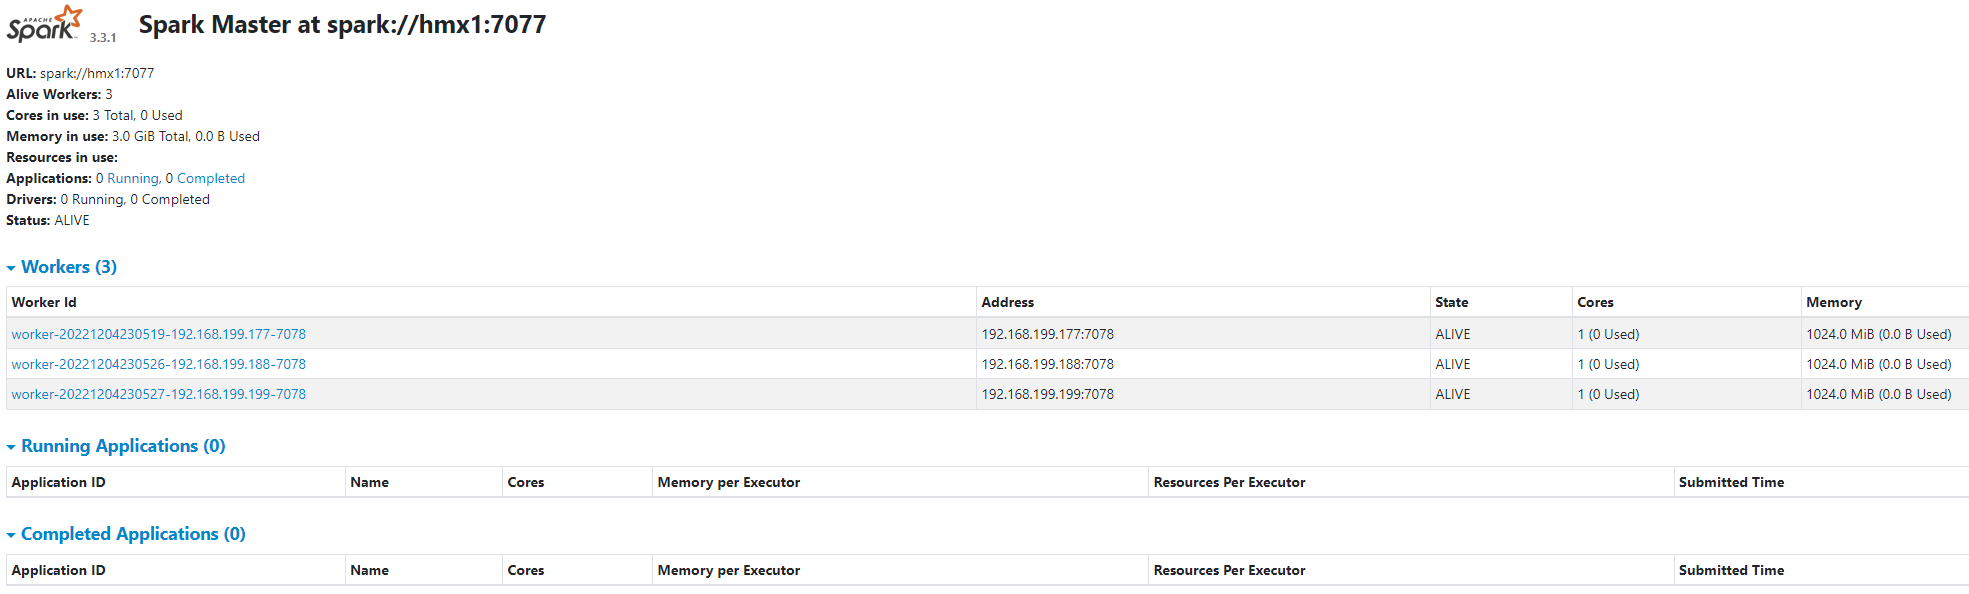 APACHE Spark 3.3.1 Spark Master at spark://hmx1:7077
URL: spark://hmx1:7077
Alive Workers: 3
Cores in use: 3 Total, 0 Used
Memory in use: 3.0 GiB Total, 0.0 B Used
Resources in use:
Applications: 0 Running, 0 Completed
Drivers: 0 Running, 0 Completed
Status: ALIVE
Workers (3)
Worker Id Address State Cores Memory
worker-20221204230519-192.168.199.177-7078 192.168.199.177:7078 ALIVE 1 (0 Used) 1024.0 MiB (0.0 B Used)
worker-20221204230526-192.168.199.188-7078 192.168.199.188:7078 ALIVE 1 (0 Used) 1024.0 MiB (0.0 B Used)
worker-20221204230527-192.168.199.199-7078 192.168.199.199:7078 ALIVE 1 (0 Used) 1024.0 MiB (0.0 B Used)
Running Applications (0)
Application ID Name Cores Memory per Executor Resources Per Executor Submitted Time
Completed Applications (0)
Application ID Name Cores Memory per Executor Resources Per Executor Submitted Time